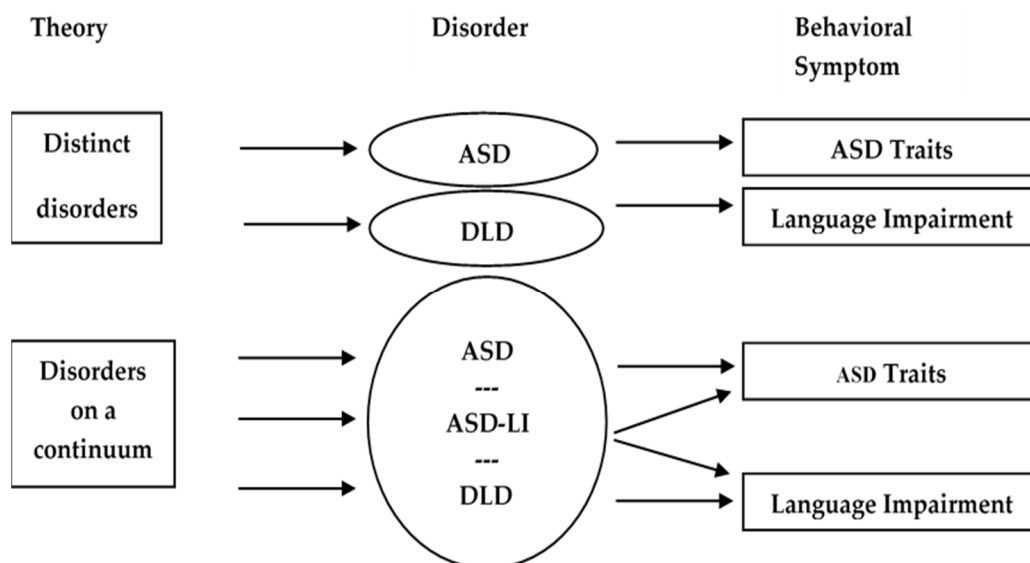 Theory
Disorder
Behavioral
Symptom
Distinct
disorders
ASD
DLD
ASD Traits
Language Impairment
Disorders
on a
continuum
ASD
---
ASD-LI
---
DLD
ASD Traits
Language Impairment